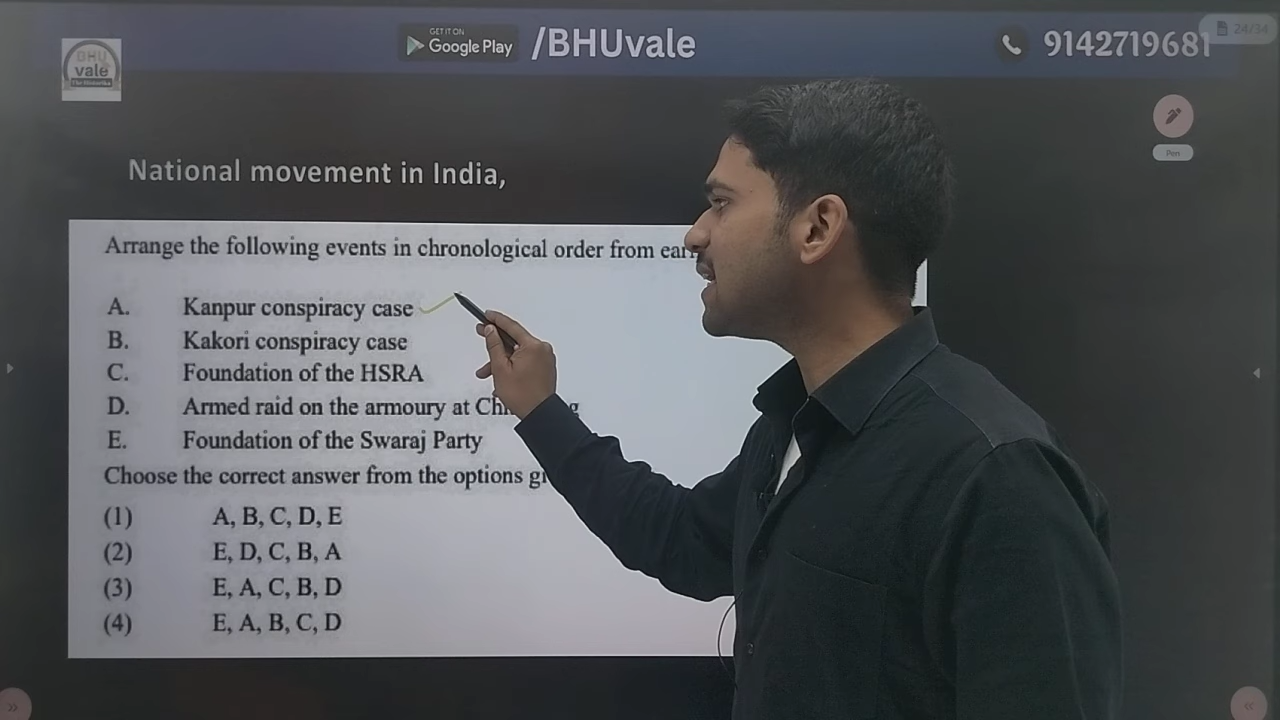 GET IT ON
Google Play
/BHUvale
9142719681
24/34
BHU
vale
Pen
National movement in India,
Arrange the following events in chronological order from
A. Kanpur conspiracy case
B. Kakori conspiracy case
C. Foundation of the HSRA
D. Armed raid on the armoury at
E. Foundation of the Swaraj Party
Choose the correct answer from the options
(1) A, B, C, D, E
(2) E, D, C, B, A
(3) E, A, C, B, D
(4) E, A, B, C, D